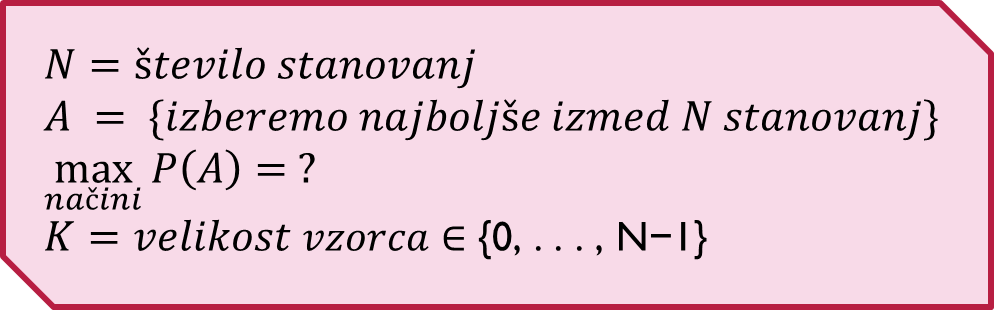 N = število stanovanj
A = {izberemo najboljše izmed N stanovanj}
max P(A) = ?
načini
K = velikost vzorca ∈ {0, . . . , N−1}